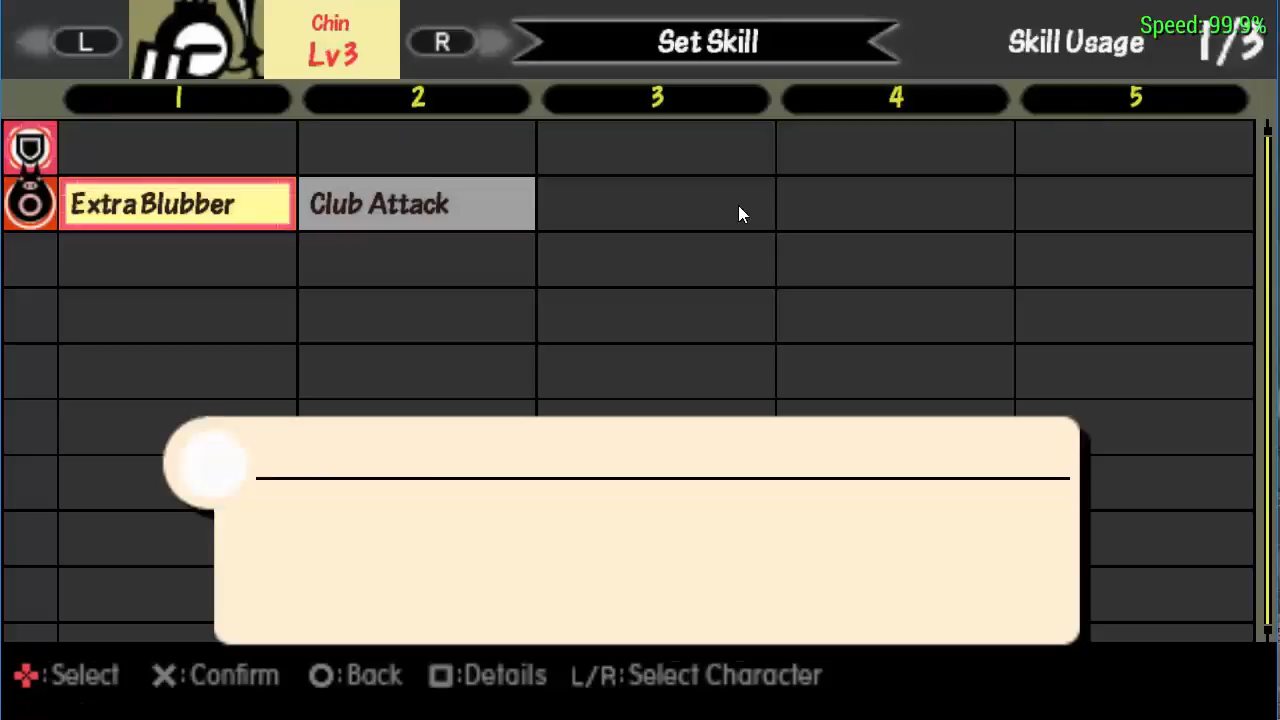 L
Chin
Lv3
R
Set Skill
Skill Usage
1/3
Speed: 99.9%
1 2 3 4 5
Extra Blubber
Club Attack
:Select
:Confirm
:Back
:Details
L/R:Select Character